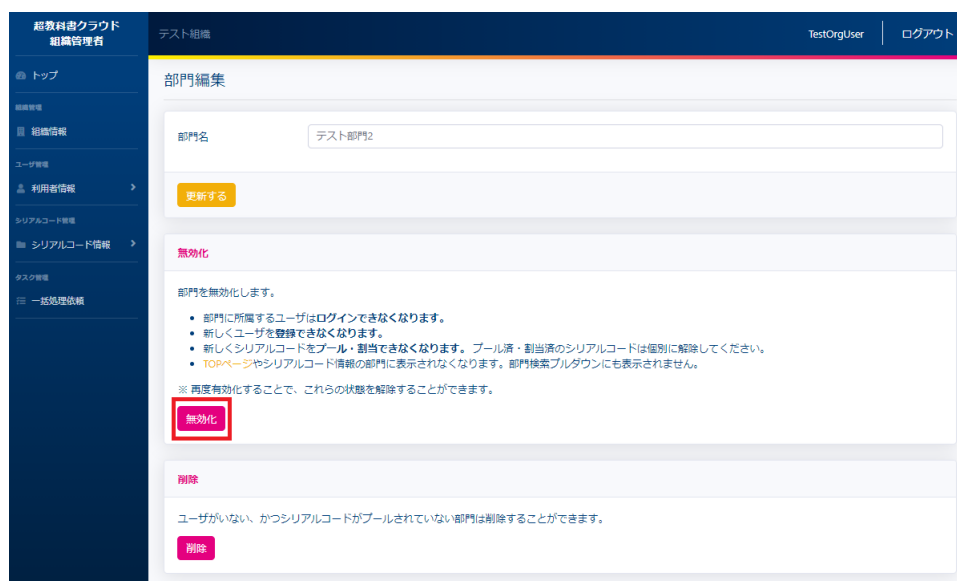 超教科書クラウド
組織管理者
テスト組織
TestOrgUser
ログアウト
トップ
組織管理
組織情報
ユーザ管理
利用者情報
シリアルコード管理
シリアルコード情報
タスク管理
一括処理依頼
部門編集
部門名
テスト部門2
更新する
無効化
部門を無効化します。
部門に所属するユーザはログインできなくなります。
新しくユーザを登録できなくなります。
新しくシリアルコードをプール・割当できなくなります。 プール済・割当済のシリアルコードは個別に解除してください。
TOPページやシリアルコード情報の部門に表示されなくなります。部門検索プルダウンにも表示されません。
※ 再度有効化することで、これらの状態を解除することができます。
無効化
削除
ユーザがいない、かつシリアルコードがプールされていない部門は削除することができます。
削除